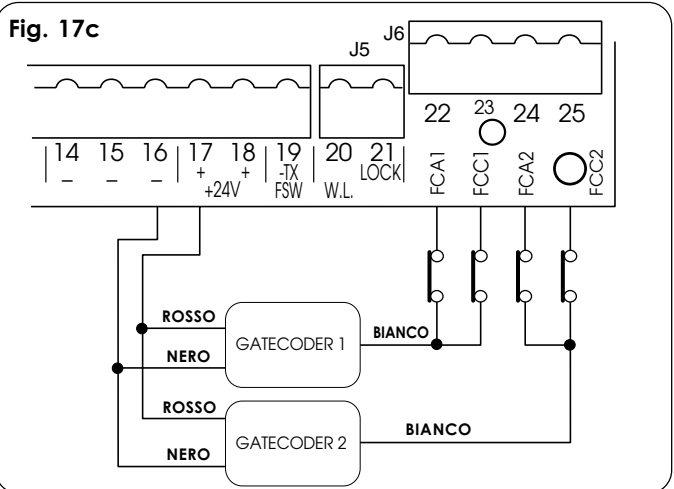 Fig. 17c
J5
J6
22 23 24 25
14 15 16 17 18 19 20 21
– – – + + -TX LOCK
+24V FSW W.L.
FCA1 FCC1 FCA2 FCC2
ROSSO
NERO
GATECODER 1
BIANCO
ROSSO
NERO
GATECODER 2
BIANCO